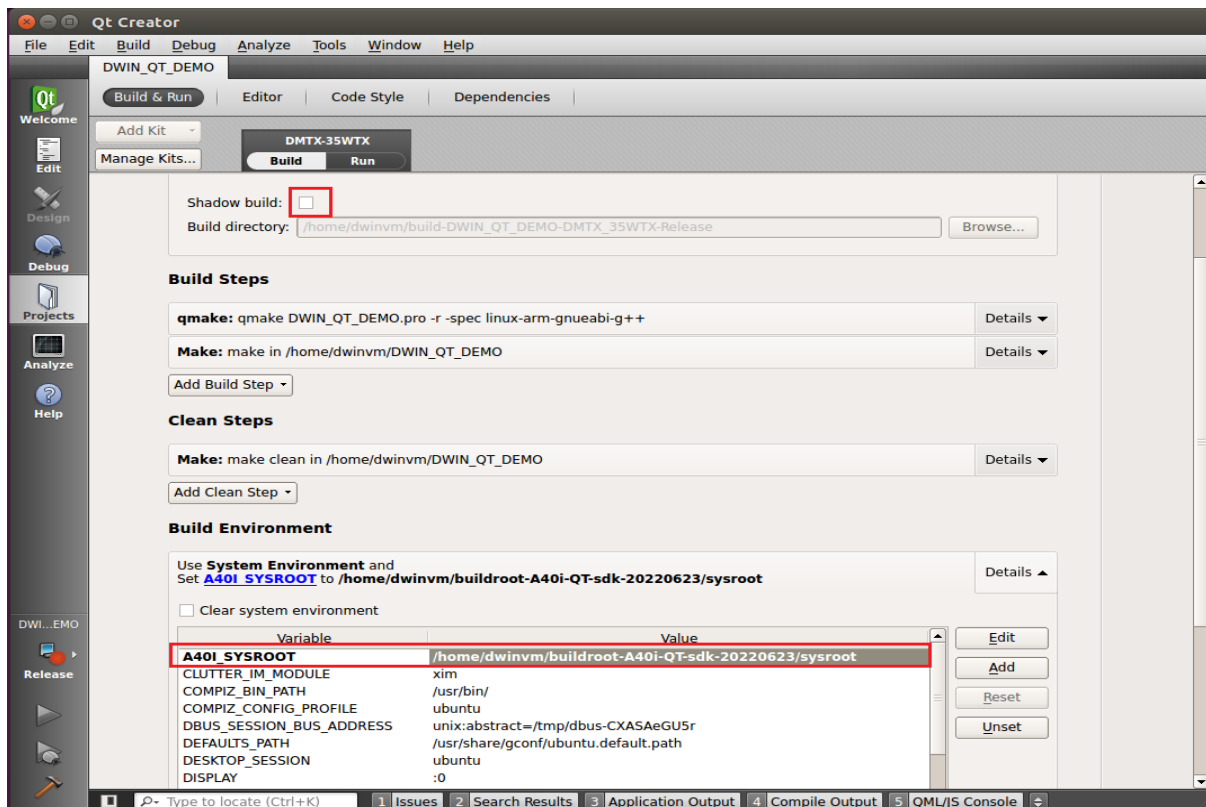 Qt Creator
File Edit Build Debug Analyze Tools Window Help
DWIN_QT_DEMO
Qt
Welcome
Edit
Design
Debug
Projects
Analyze
Help
DWI...EMO
Release
Build & Run Editor Code Style Dependencies
Add Kit
Manage Kits...
DMTX-35WTX
Build Run
Shadow build:
Build directory: /home/dwinvm/build-DWIN_QT_DEMO-DMTX_35WTX-Release Browse...
Build Steps
qmake: qmake DWIN_QT_DEMO.pro -r -spec linux-arm-gnueabi-g++ Details
Make: make in /home/dwinvm/DWIN_QT_DEMO Details
Add Build Step
Clean Steps
Make: make clean in /home/dwinvm/DWIN_QT_DEMO Details
Add Clean Step
Build Environment
Use System Environment and
Set A40I_SYSROOT to /home/dwinvm/buildroot-A40i-QT-sdk-20220623/sysroot
Details
Clear system environment
Variable Value
A40I_SYSROOT /home/dwinvm/buildroot-A40i-QT-sdk-20220623/sysroot
CLUTTER_IM_MODULE xim
COMPIZ_BIN_PATH /usr/bin/
COMPIZ_CONFIG_PROFILE ubuntu
DBUS_SESSION_BUS_ADDRESS unix:abstract=/tmp/dbus-CXASAeGU5r
DEFAULTS_PATH /usr/share/gconf/ubuntu.default.path
DESKTOP_SESSION ubuntu
DISPLAY :0
Edit
Add
Reset
Unset
Type to locate (Ctrl+K) 1 Issues 2 Search Results 3 Application Output 4 Compile Output 5 QML/JS Console